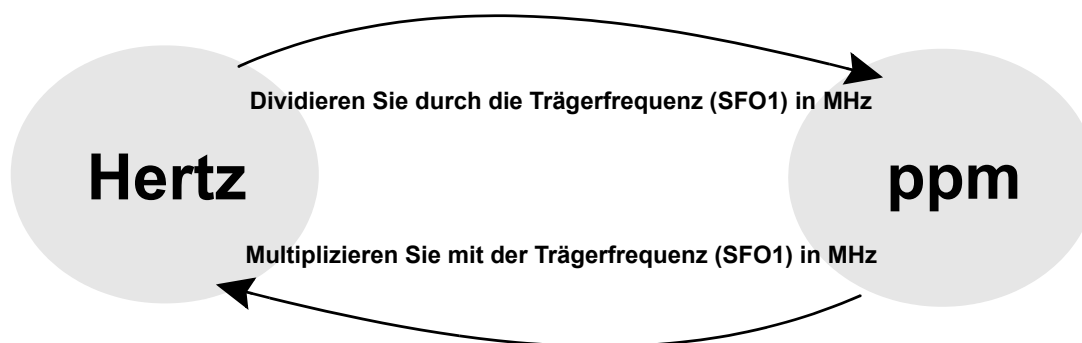 Dividieren Sie durch die Trägerfrequenz (SFO1) in MHz
Hertz
ppm
Multiplizieren Sie mit der Trägerfrequenz (SFO1) in MHz